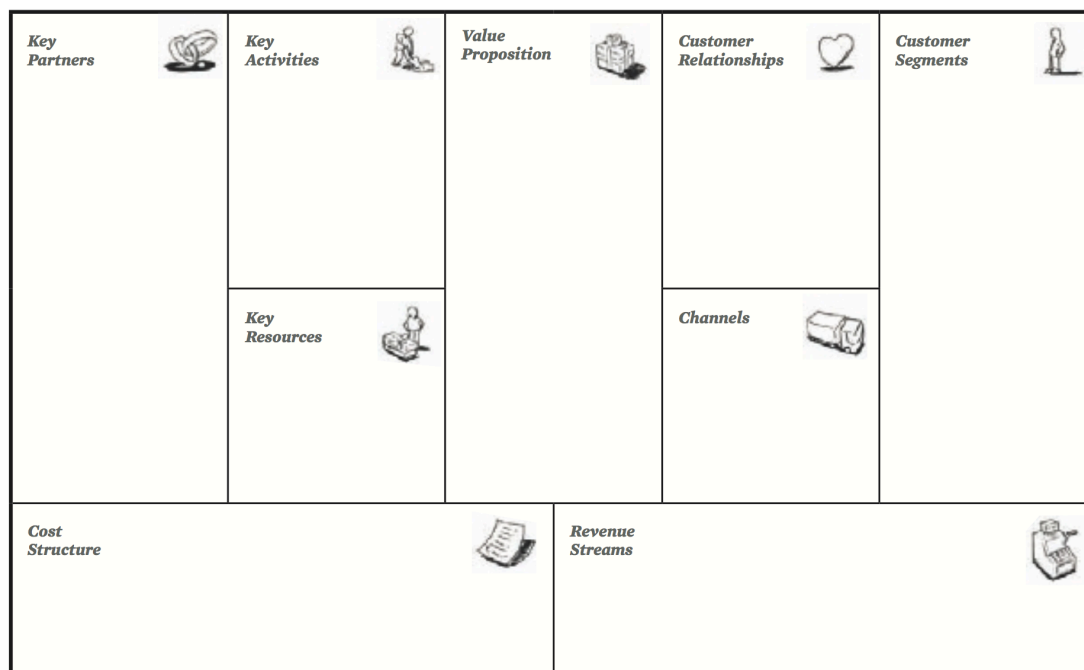 Key
Partners
Key
Activities
Value
Proposition
Customer
Relationships
Customer
Segments
Key
Resources
Channels
Cost
Structure
Revenue
Streams